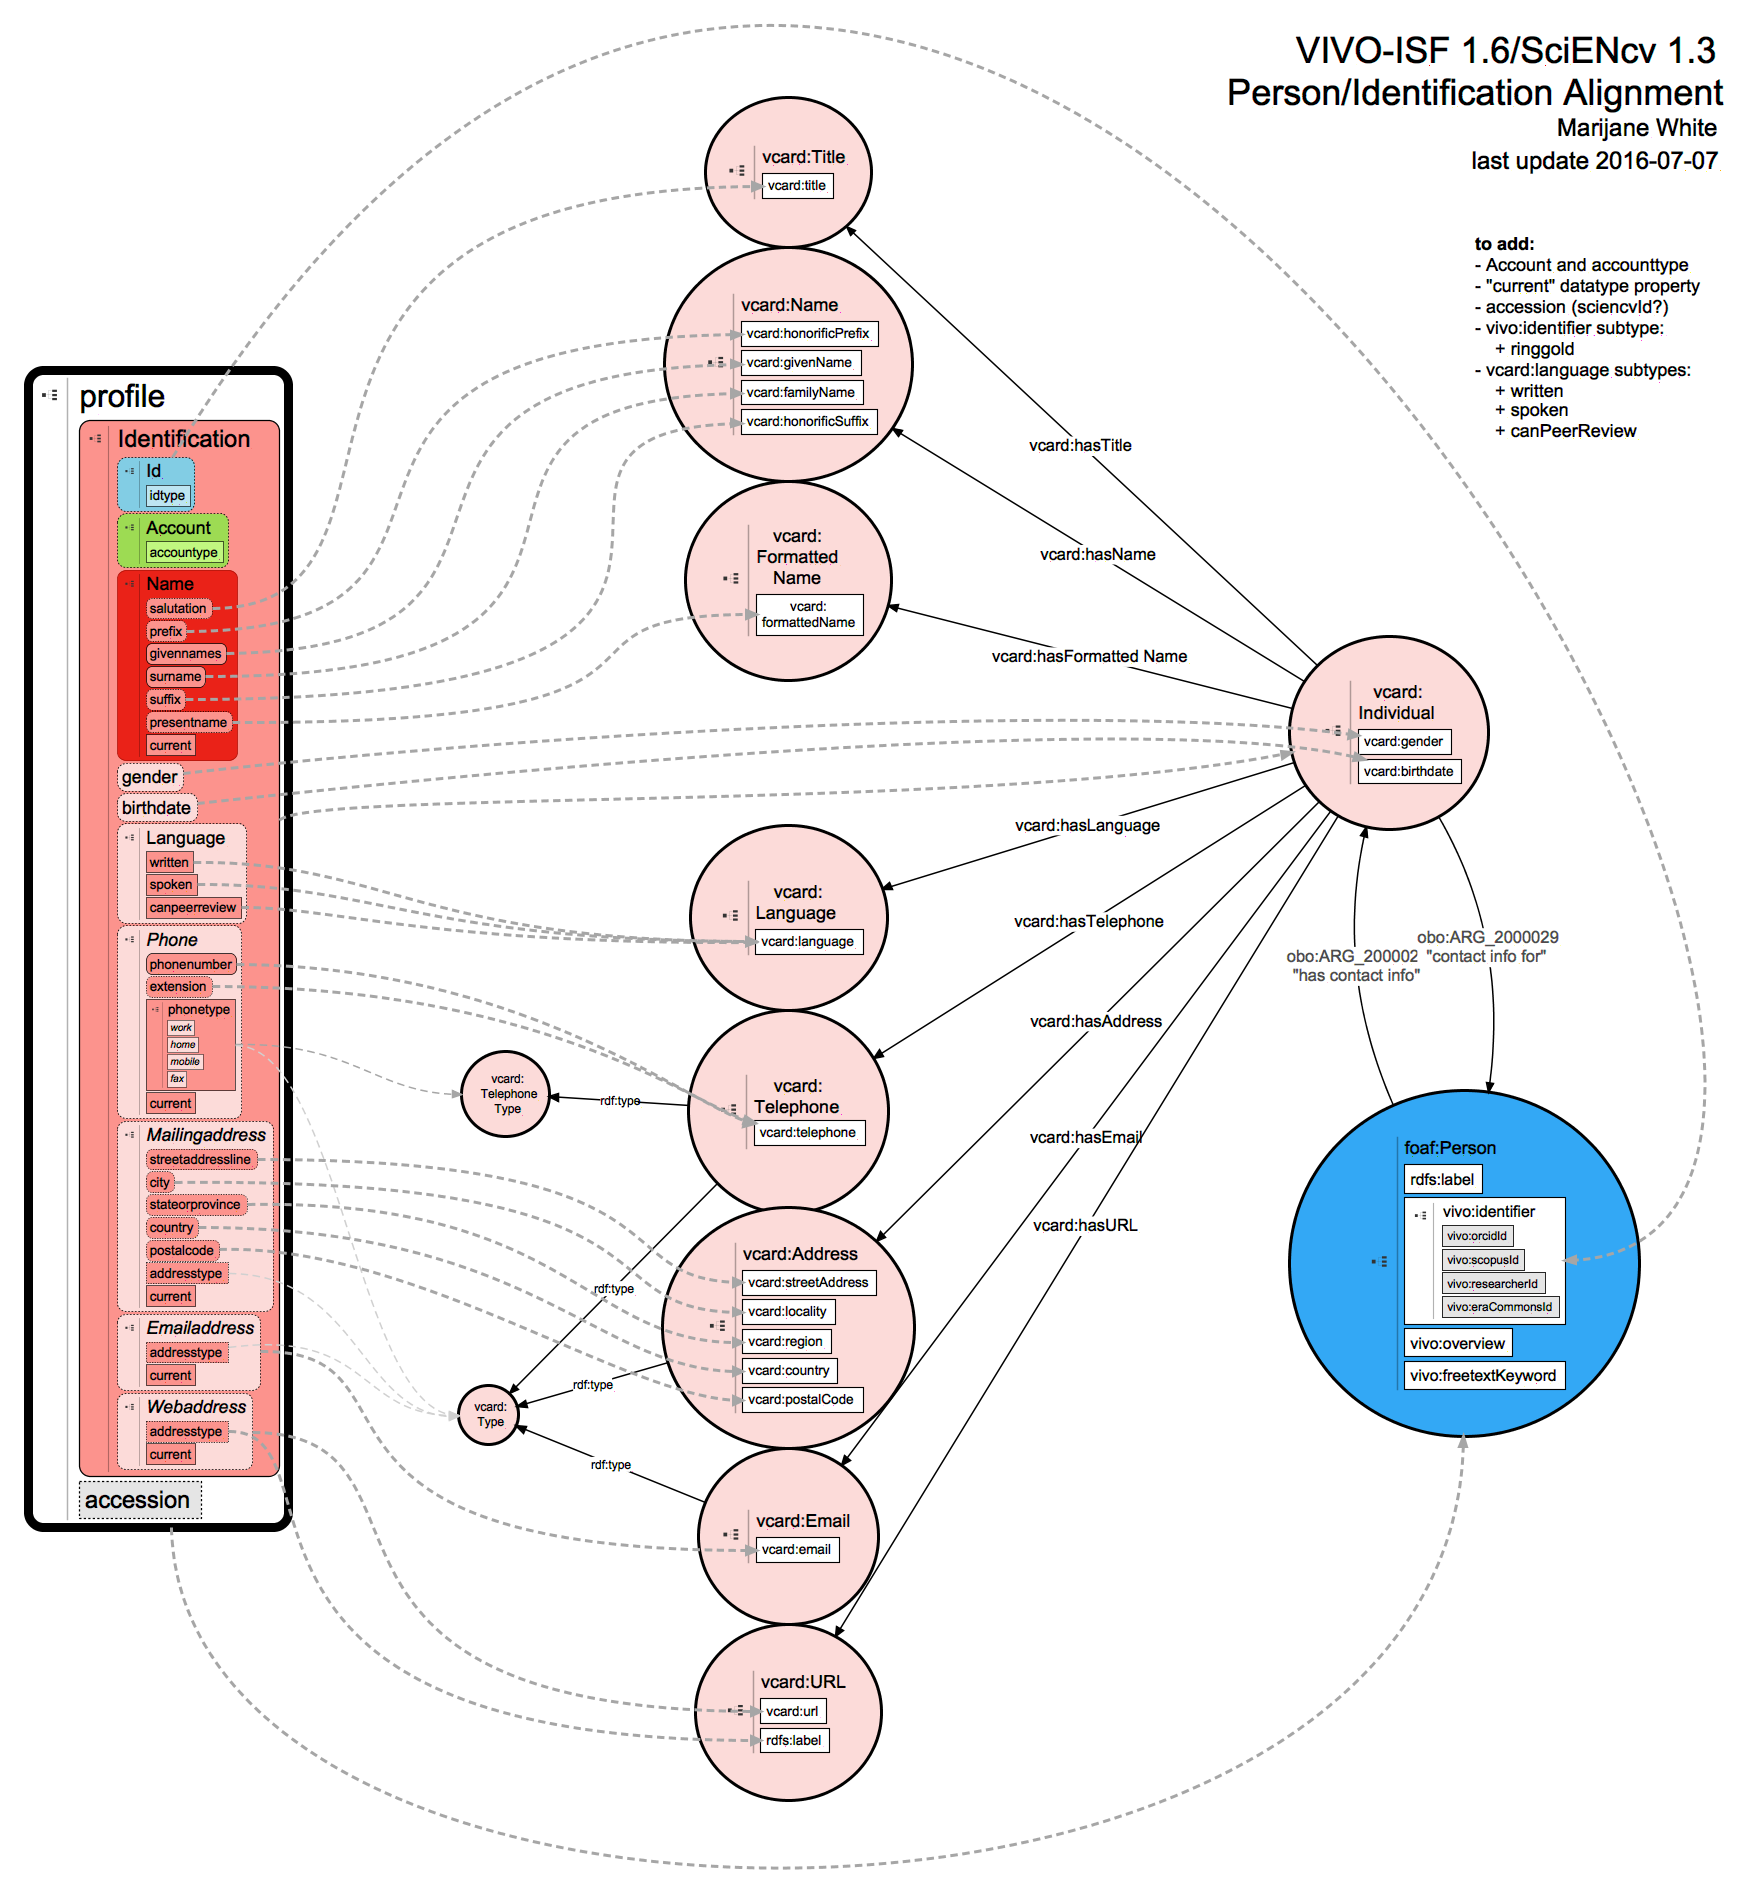 VIVO-ISF 1.6/SciENcv 1.3
Person/Identification Alignment
Marijane White
last update 2016-07-07
to add:
- Account and accounttype
- "current" datatype property
- accession (sciencvId?)
- vivo:identifier subtype:
+ ringgold
- vcard:language subtypes:
+ written
+ spoken
+ canPeerReview
profile
Identification
Id
idtype
Account
accountype
Name
salutation
prefix
givennames
surname
suffix
presentname
current
gender
birthdate
Language
written
spoken
canpeerreview
Phone
phonenumber
extension
phonetype
work
home
mobile
fax
current
Mailingaddress
streetaddressline
city
stateorprovince
country
postalcode
addresstype
current
Emailaddress
addresstype
current
Webaddress
addresstype
current
accession
vcard:Title
vcard:title
vcard:Name
vcard:honorificPrefix
vcard:givenName
vcard:familyName
vcard:honorificSuffix
vcard:
Formatted
Name
vcard:
formattedName
vcard:
Language
vcard:language
vcard:
Telephone
vcard:telephone
vcard:
Telephone
Type
rdf:type
vcard:Address
vcard:streetAddress
vcard:locality
vcard:region
vcard:country
vcard:postalCode
rdf:type
rdf:type
vcard:
Type
rdf:type
vcard:Email
vcard:email
vcard:URL
vcard:url
rdfs:label
vcard:hasTitle
vcard:hasName
vcard:hasFormatted Name
vcard:hasLanguage
vcard:hasTelephone
vcard:hasAddress
vcard:hasEmail
vcard:hasURL
vcard:
Individual
vcard:gender
vcard:birthdate
obo:ARG_200002
"has contact info"
obo:ARG_2000029
"contact info for"
foaf:Person
rdfs:label
vivo:identifier
vivo:orcidId
vivo:scopusId
vivo:researcherId
vivo:eraCommonsId
vivo:overview
vivo:freetextKeyword